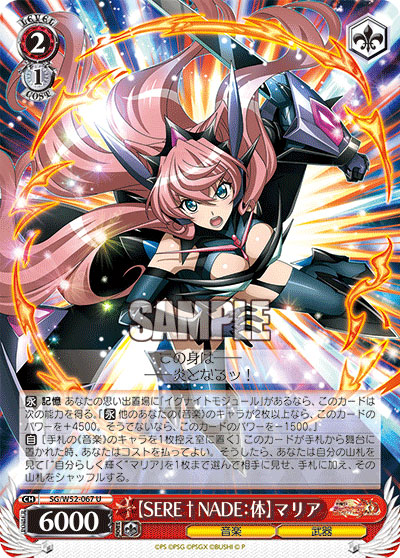 LEVEL
2
1
COST
SAMPLE
この身は――
――炎となるッ!
永 記憶 あなたの思い出置場に「イグナイトモジュール」があるなら、このカードは
次の能力を得る。『永 他のあなたの《音楽》のキャラが2枚以上なら、このカードのパ
ワーを+4500。そうでないなら、このカードのパワーを+1500。』
自 [手札の《音楽》のキャラを1枚控え室に置く] このカードが手札から舞台に
置かれた時、あなたはコストを払ってよい。そうしたら、あなたは自分の山札を
見て「“自分らしく輝く”マリア」を1枚まで選んで相手に見せ、手札に加え、その
山札をシャッフルする。
CH SG/W52-067 U
6000
[SERE†NADE:体]マリア
音楽
武器
©PS ©PSG ©PSGX ©BUSHI © P